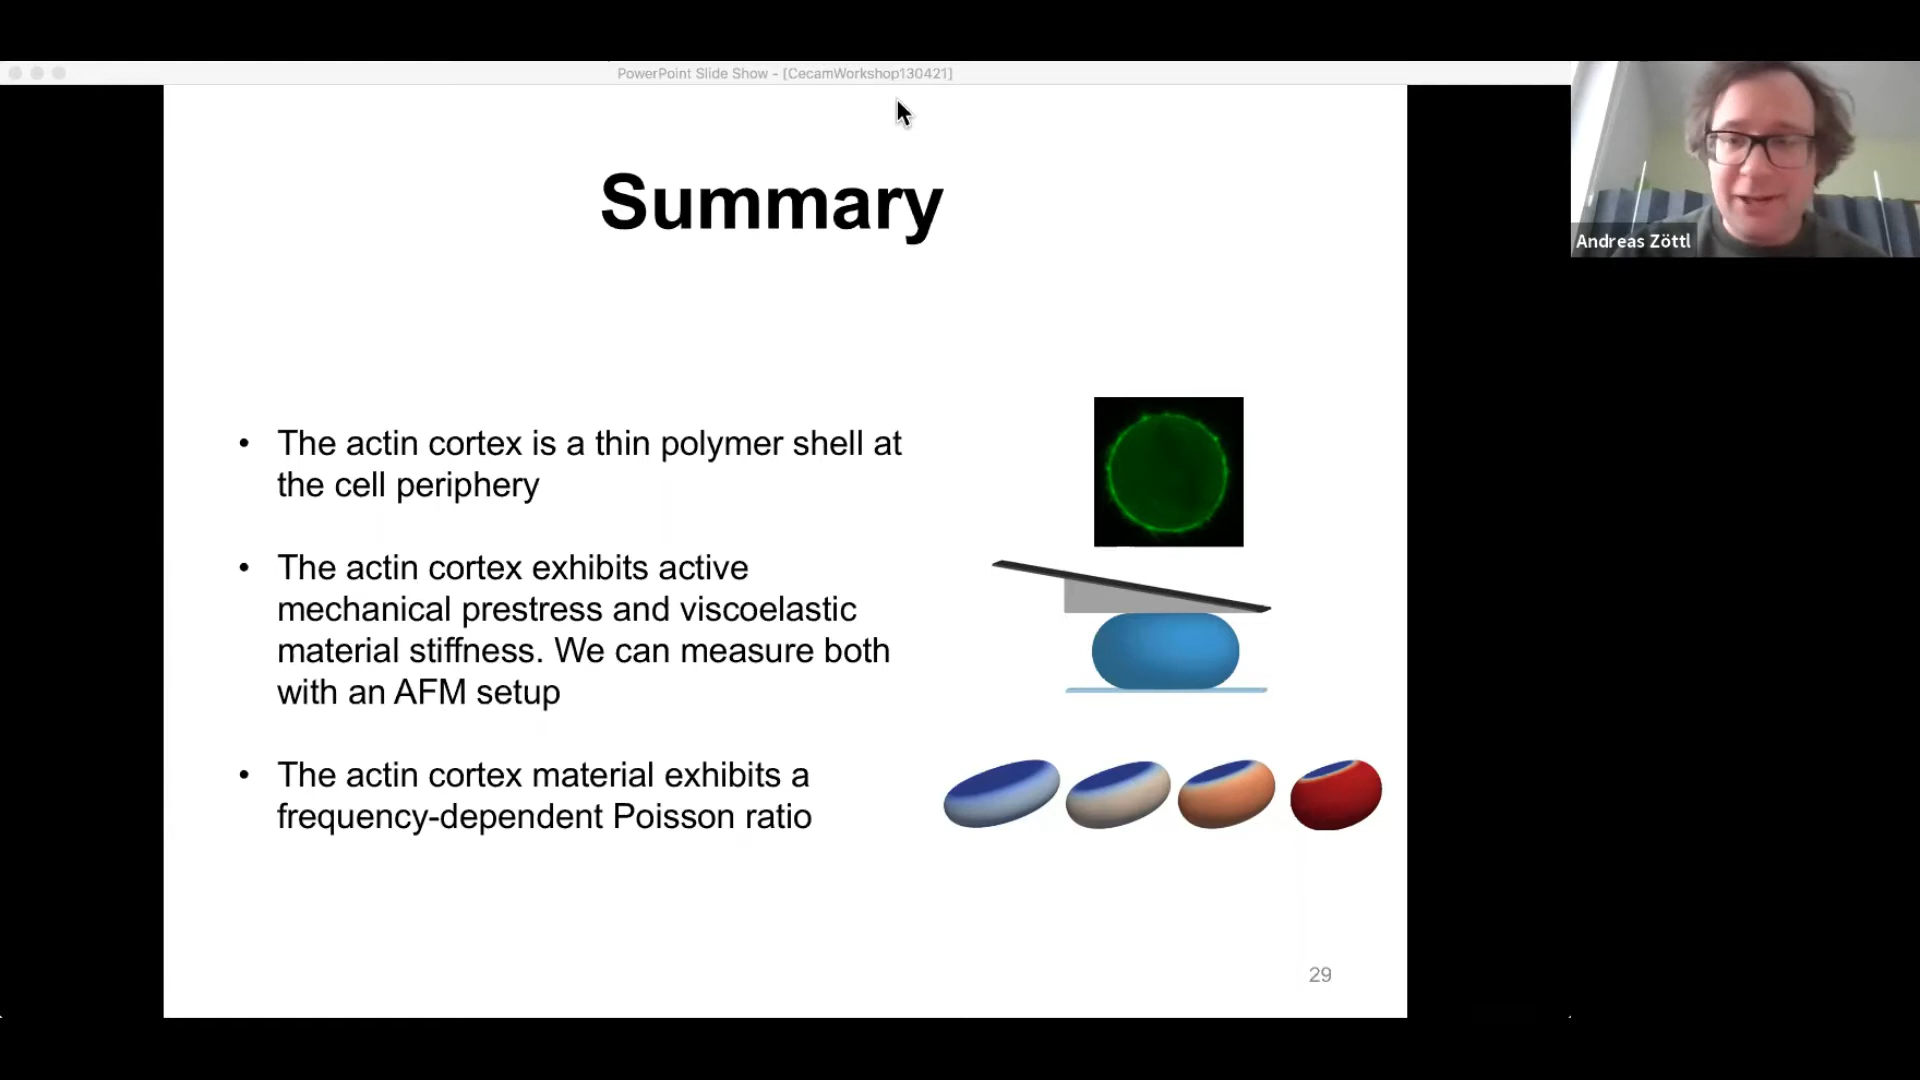 PowerPoint Slide Show - [CecamWorkshop130421]
Summary
Andreas Zöttl
• The actin cortex is a thin polymer shell at
the cell periphery
• The actin cortex exhibits active
mechanical prestress and viscoelastic
material stiffness. We can measure both
with an AFM setup
• The actin cortex material exhibits a
frequency-dependent Poisson ratio
29